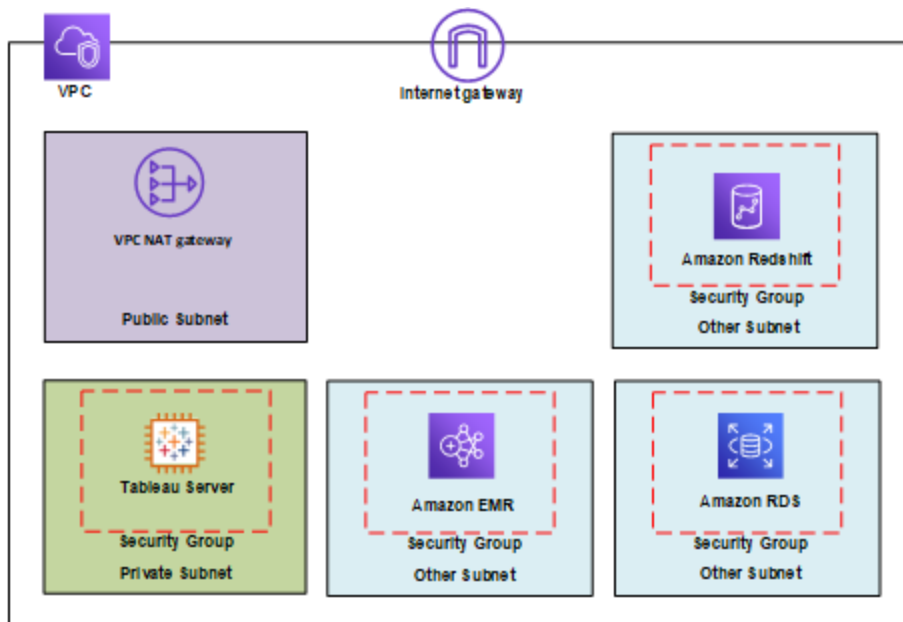 VPC
Internet gateway
VPC NAT gateway
Public Subnet
Amazon Redshift
Security Group
Other Subnet
Tableau Server
Security Group
Private Subnet
Amazon EMR
Security Group
Other Subnet
Amazon RDS
Security Group
Other Subnet